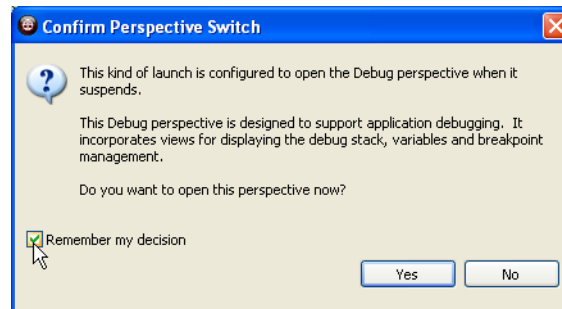 Confirm Perspective Switch
This kind of launch is configured to open the Debug perspective when it
suspends.
This Debug perspective is designed to support application debugging. It
incorporates views for displaying the debug stack, variables and breakpoint
management.
Do you want to open this perspective now?
Remember my decision
Yes No